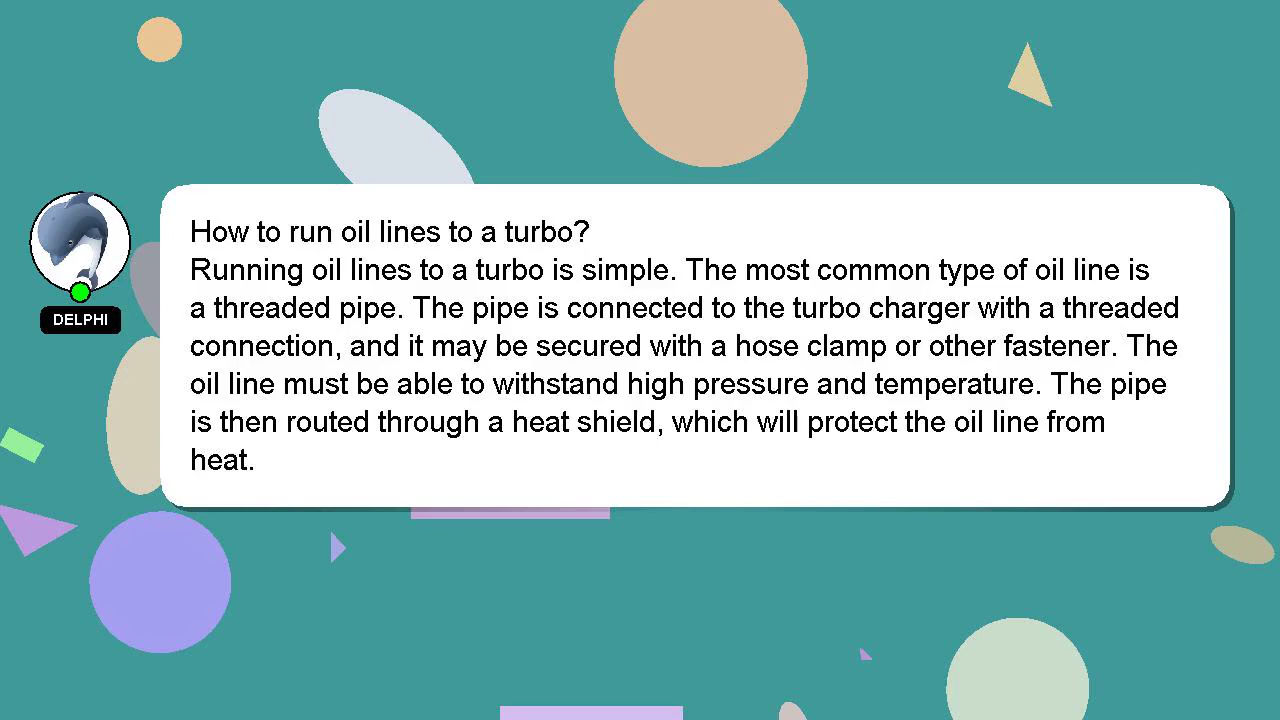 How to run oil lines to a turbo?
Running oil lines to a turbo is simple. The most common type of oil line is
a threaded pipe. The pipe is connected to the turbo charger with a threaded
connection, and it may be secured with a hose clamp or other fastener. The
oil line must be able to withstand high pressure and temperature. The pipe
is then routed through a heat shield, which will protect the oil line from
heat.
DELPHI